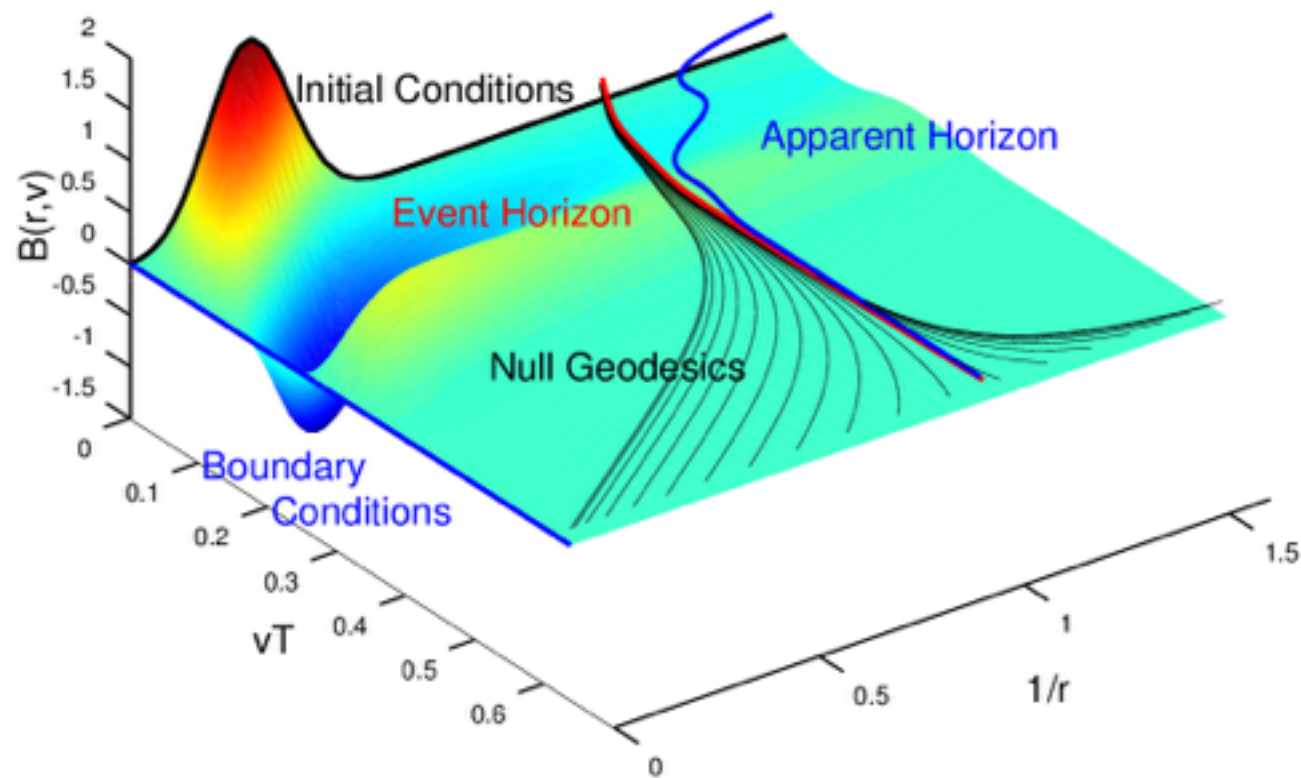 2
1.5
1
0.5
0
-0.5
-1
-1.5
B(r,v)
Initial Conditions
Apparent Horizon
Event Horizon
Null Geodesics
Boundary
Conditions
0
0.1
0.2
0.3
0.4
0.5
0.6
vT
0
0.5
1
1.5
1/r